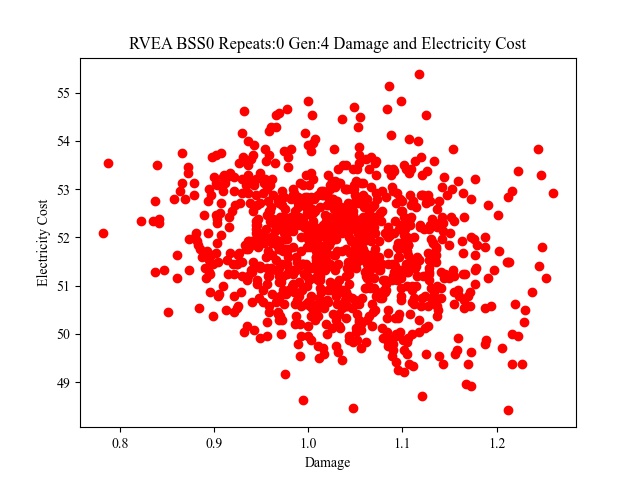 RVEA BSS0 Repeats:0 Gen:4 Damage and Electricity Cost
55
54
53
52
51
50
49
Electricity Cost
0.8 0.9 1.0 1.1 1.2
Damage